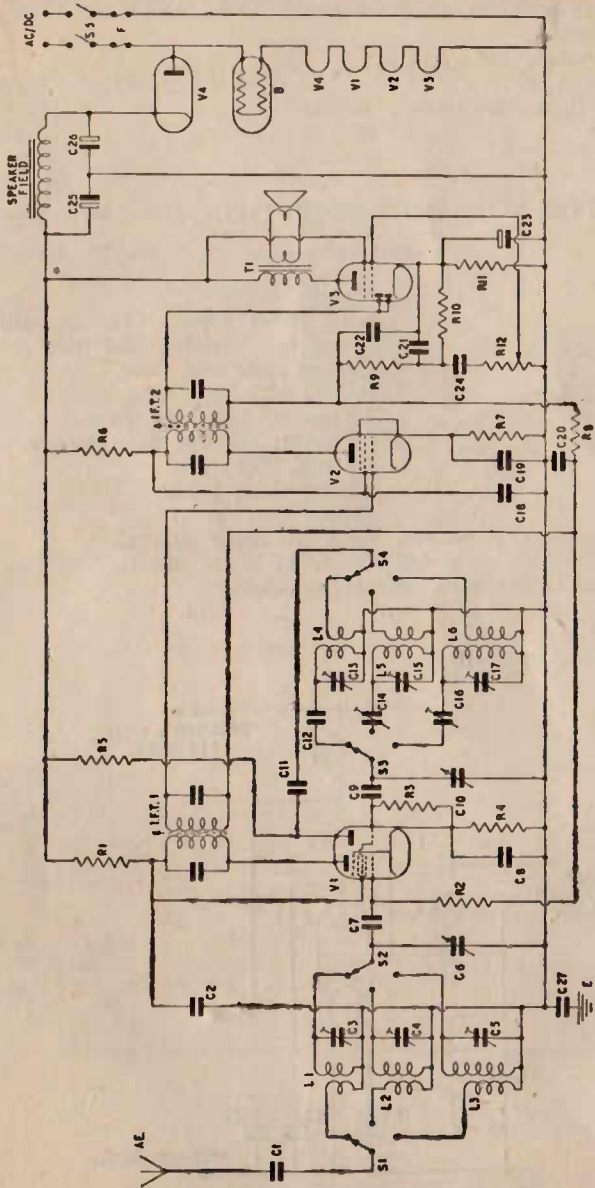 AC/DC
S5
F
SPEAKER FIELD
C25
C26
V4
B
V4
V1
V2
V3
R1
R5
R6
I.F.T.1
I.F.T.2
T1
AE.
C1
C2
C11
V1
V2
V3
C22
R9
C21
R10
R11
C23
C24
R12
S1
L1
L2
L3
C3
C4
C5
S2
C7
C6
R2
R3
C8
R4
C9
C10
S3
C12
C14
C16
C13
C15
C17
L4
L5
L6
S4
C18
C19
R7
C20
R8
C27
E